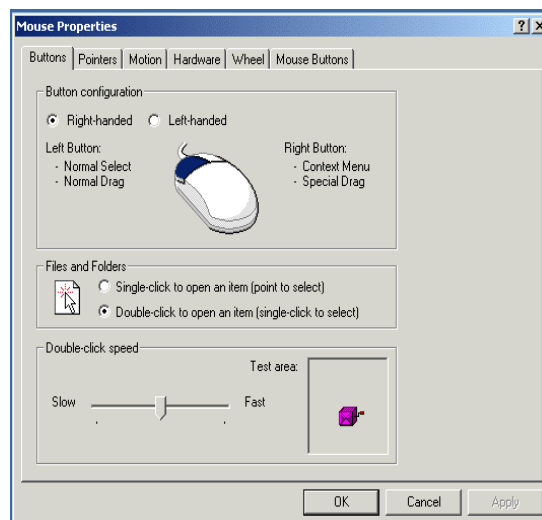 Mouse Properties
Buttons Pointers Motion Hardware Wheel Mouse Buttons
Button configuration
Right-handed Left-handed
Left Button: Right Button:
- Normal Select - Context Menu
- Normal Drag - Special Drag
Files and Folders
Single-click to open an item (point to select)
Double-click to open an item (single-click to select)
Double-click speed
Test area:
Slow Fast
OK Cancel Apply